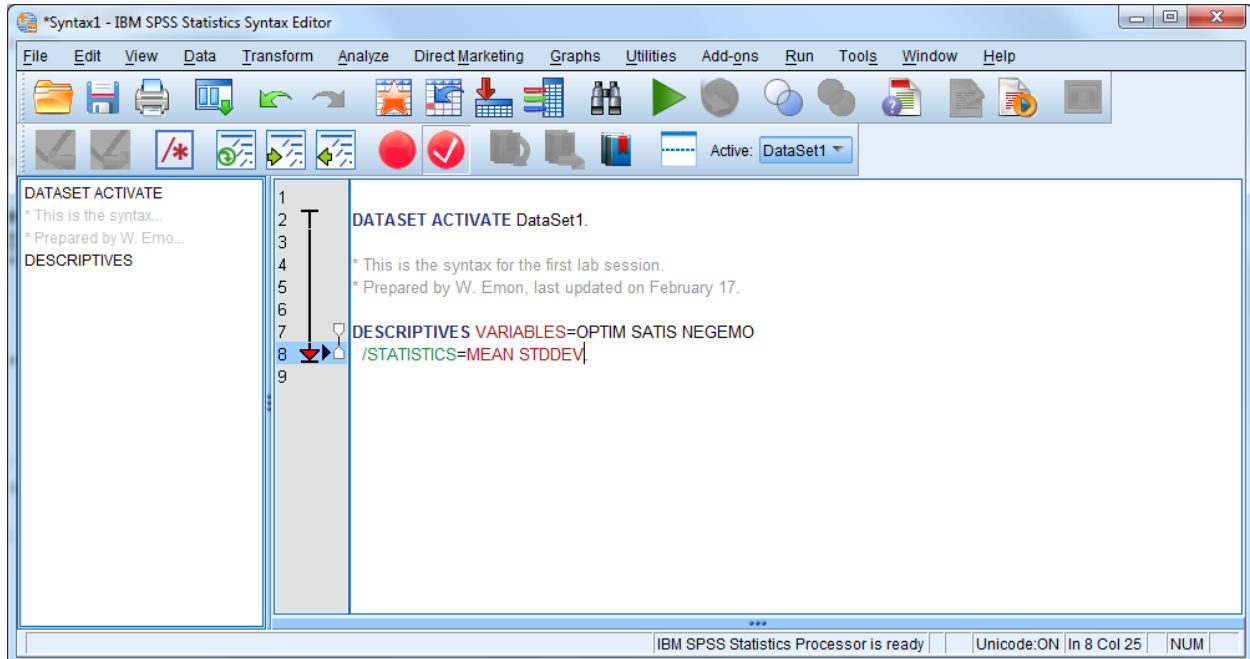 *Syntax1 - IBM SPSS Statistics Syntax Editor
File Edit View Data Transform Analyze Direct Marketing Graphs Utilities Add-ons Run Tools Window Help
Active: DataSet1
DATASET ACTIVATE
* This is the syntax...
* Prepared by W. Emo...
DESCRIPTIVES
1
2 DATASET ACTIVATE DataSet1.
3
4 * This is the syntax for the first lab session.
5 * Prepared by W. Emon, last updated on February 17.
6
7 DESCRIPTIVES VARIABLES=OPTIM SATIS NEGEMO
8 /STATISTICS=MEAN STDDEV.
9
IBM SPSS Statistics Processor is ready Unicode:ON In 8 Col 25 NUM